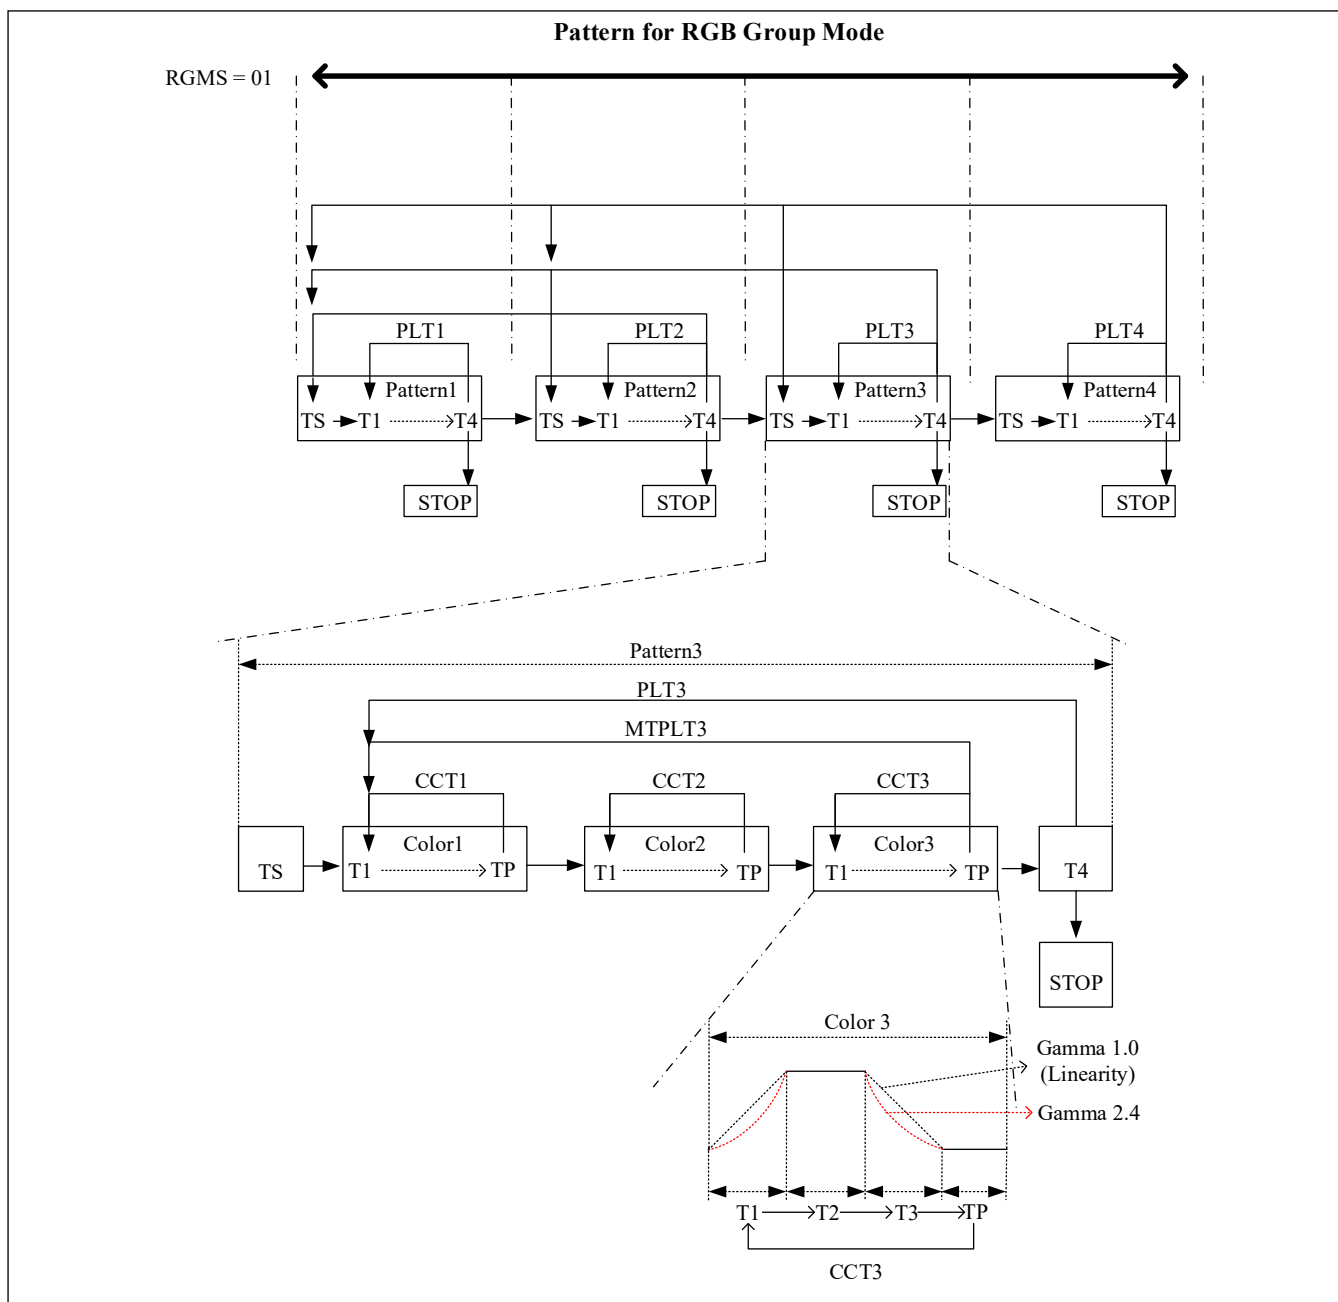 Pattern for RGB Group Mode
RGMS = 01
PLT1 PLT2 PLT3 PLT4
Pattern1 Pattern2 Pattern3 Pattern4
TS T1 T4 TS T1 T4 TS T1 T4 TS T1 T4
STOP STOP STOP STOP
Pattern3
PLT3
MTPLT3
CCT1 CCT2 CCT3
Color1 Color2 Color3
TS T1 TP T1 TP T1 TP T4
STOP
Color 3
Gamma 1.0
(Linearity)
Gamma 2.4
T1 T2 T3 TP
CCT3